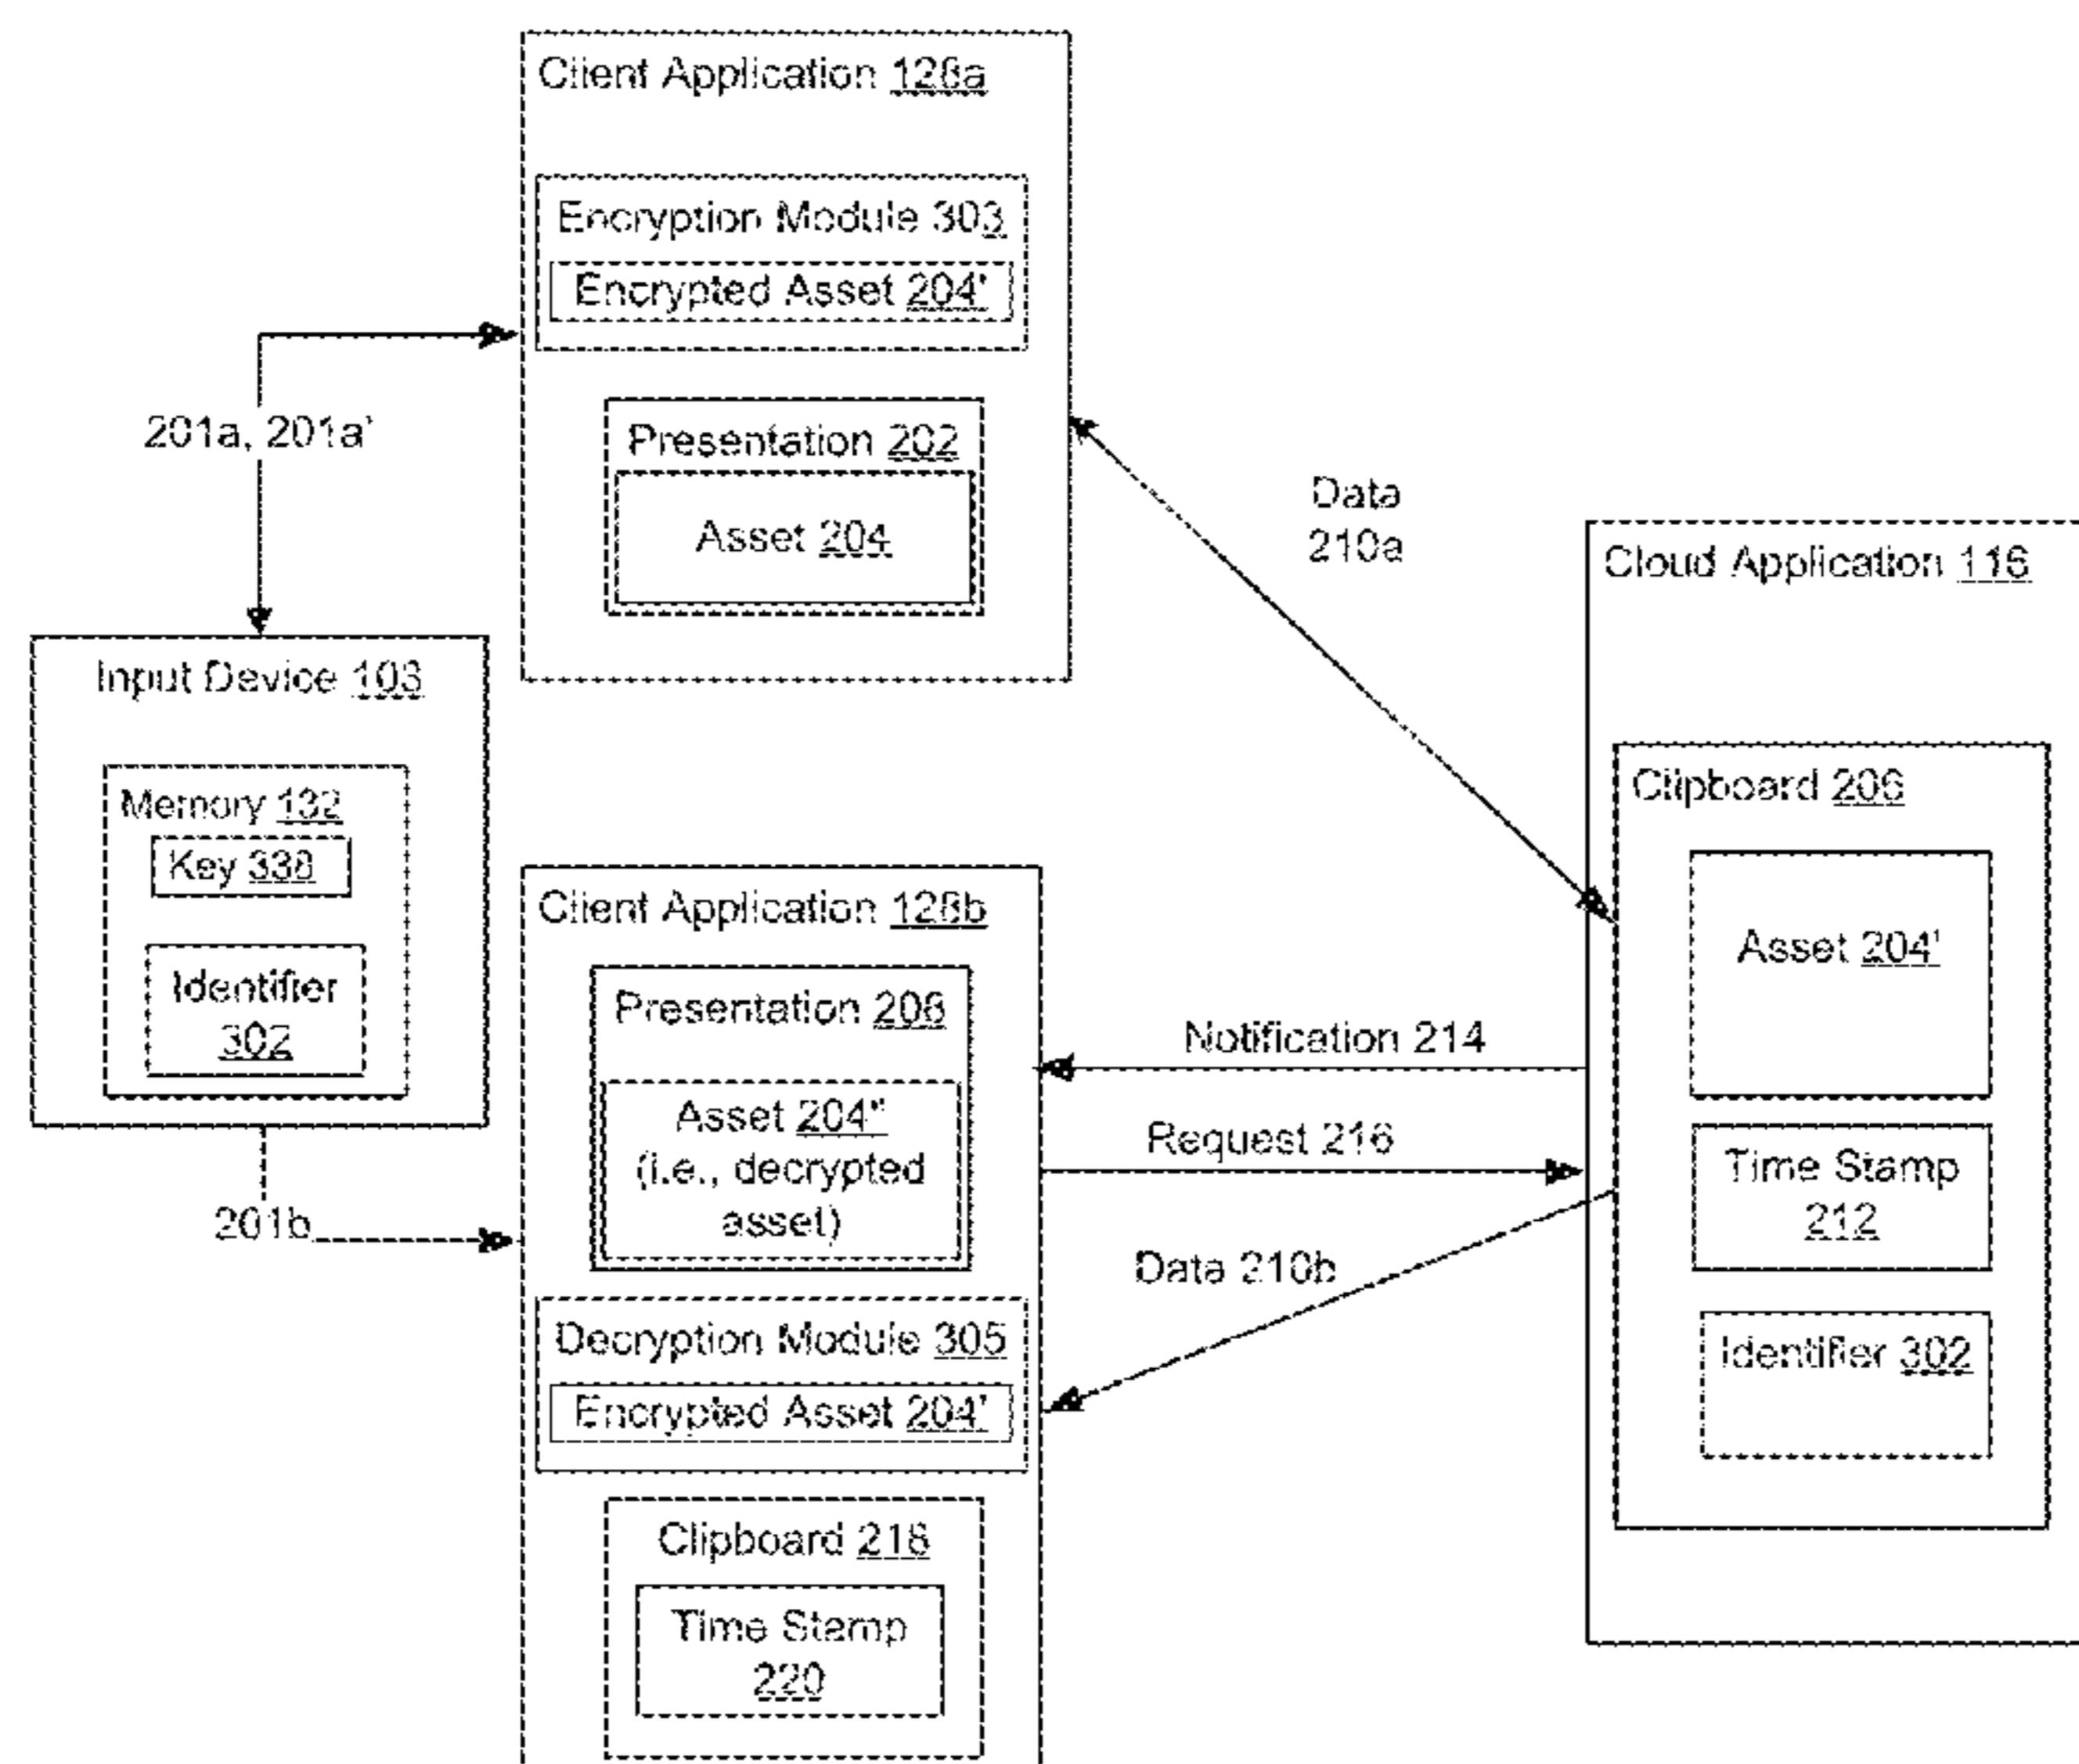 Client Application 128a
Encryption Module 303
Encrypted Asset 204'
201a, 201a'
Presentation 202
Asset 204
Data
210a
Cloud Application 116
Input Device 103
Memory 132
Key 338
Identifier
302
Clipboard 206
Asset 204'
Time Stamp
212
Identifier 302
Client Application 128b
Presentation 208
Asset 204"
(i.e., decrypted
asset)
Notification 214
Request 216
201b
Data 210b
Decryption Module 305
Encrypted Asset 204'
Clipboard 218
Time Stamp
220